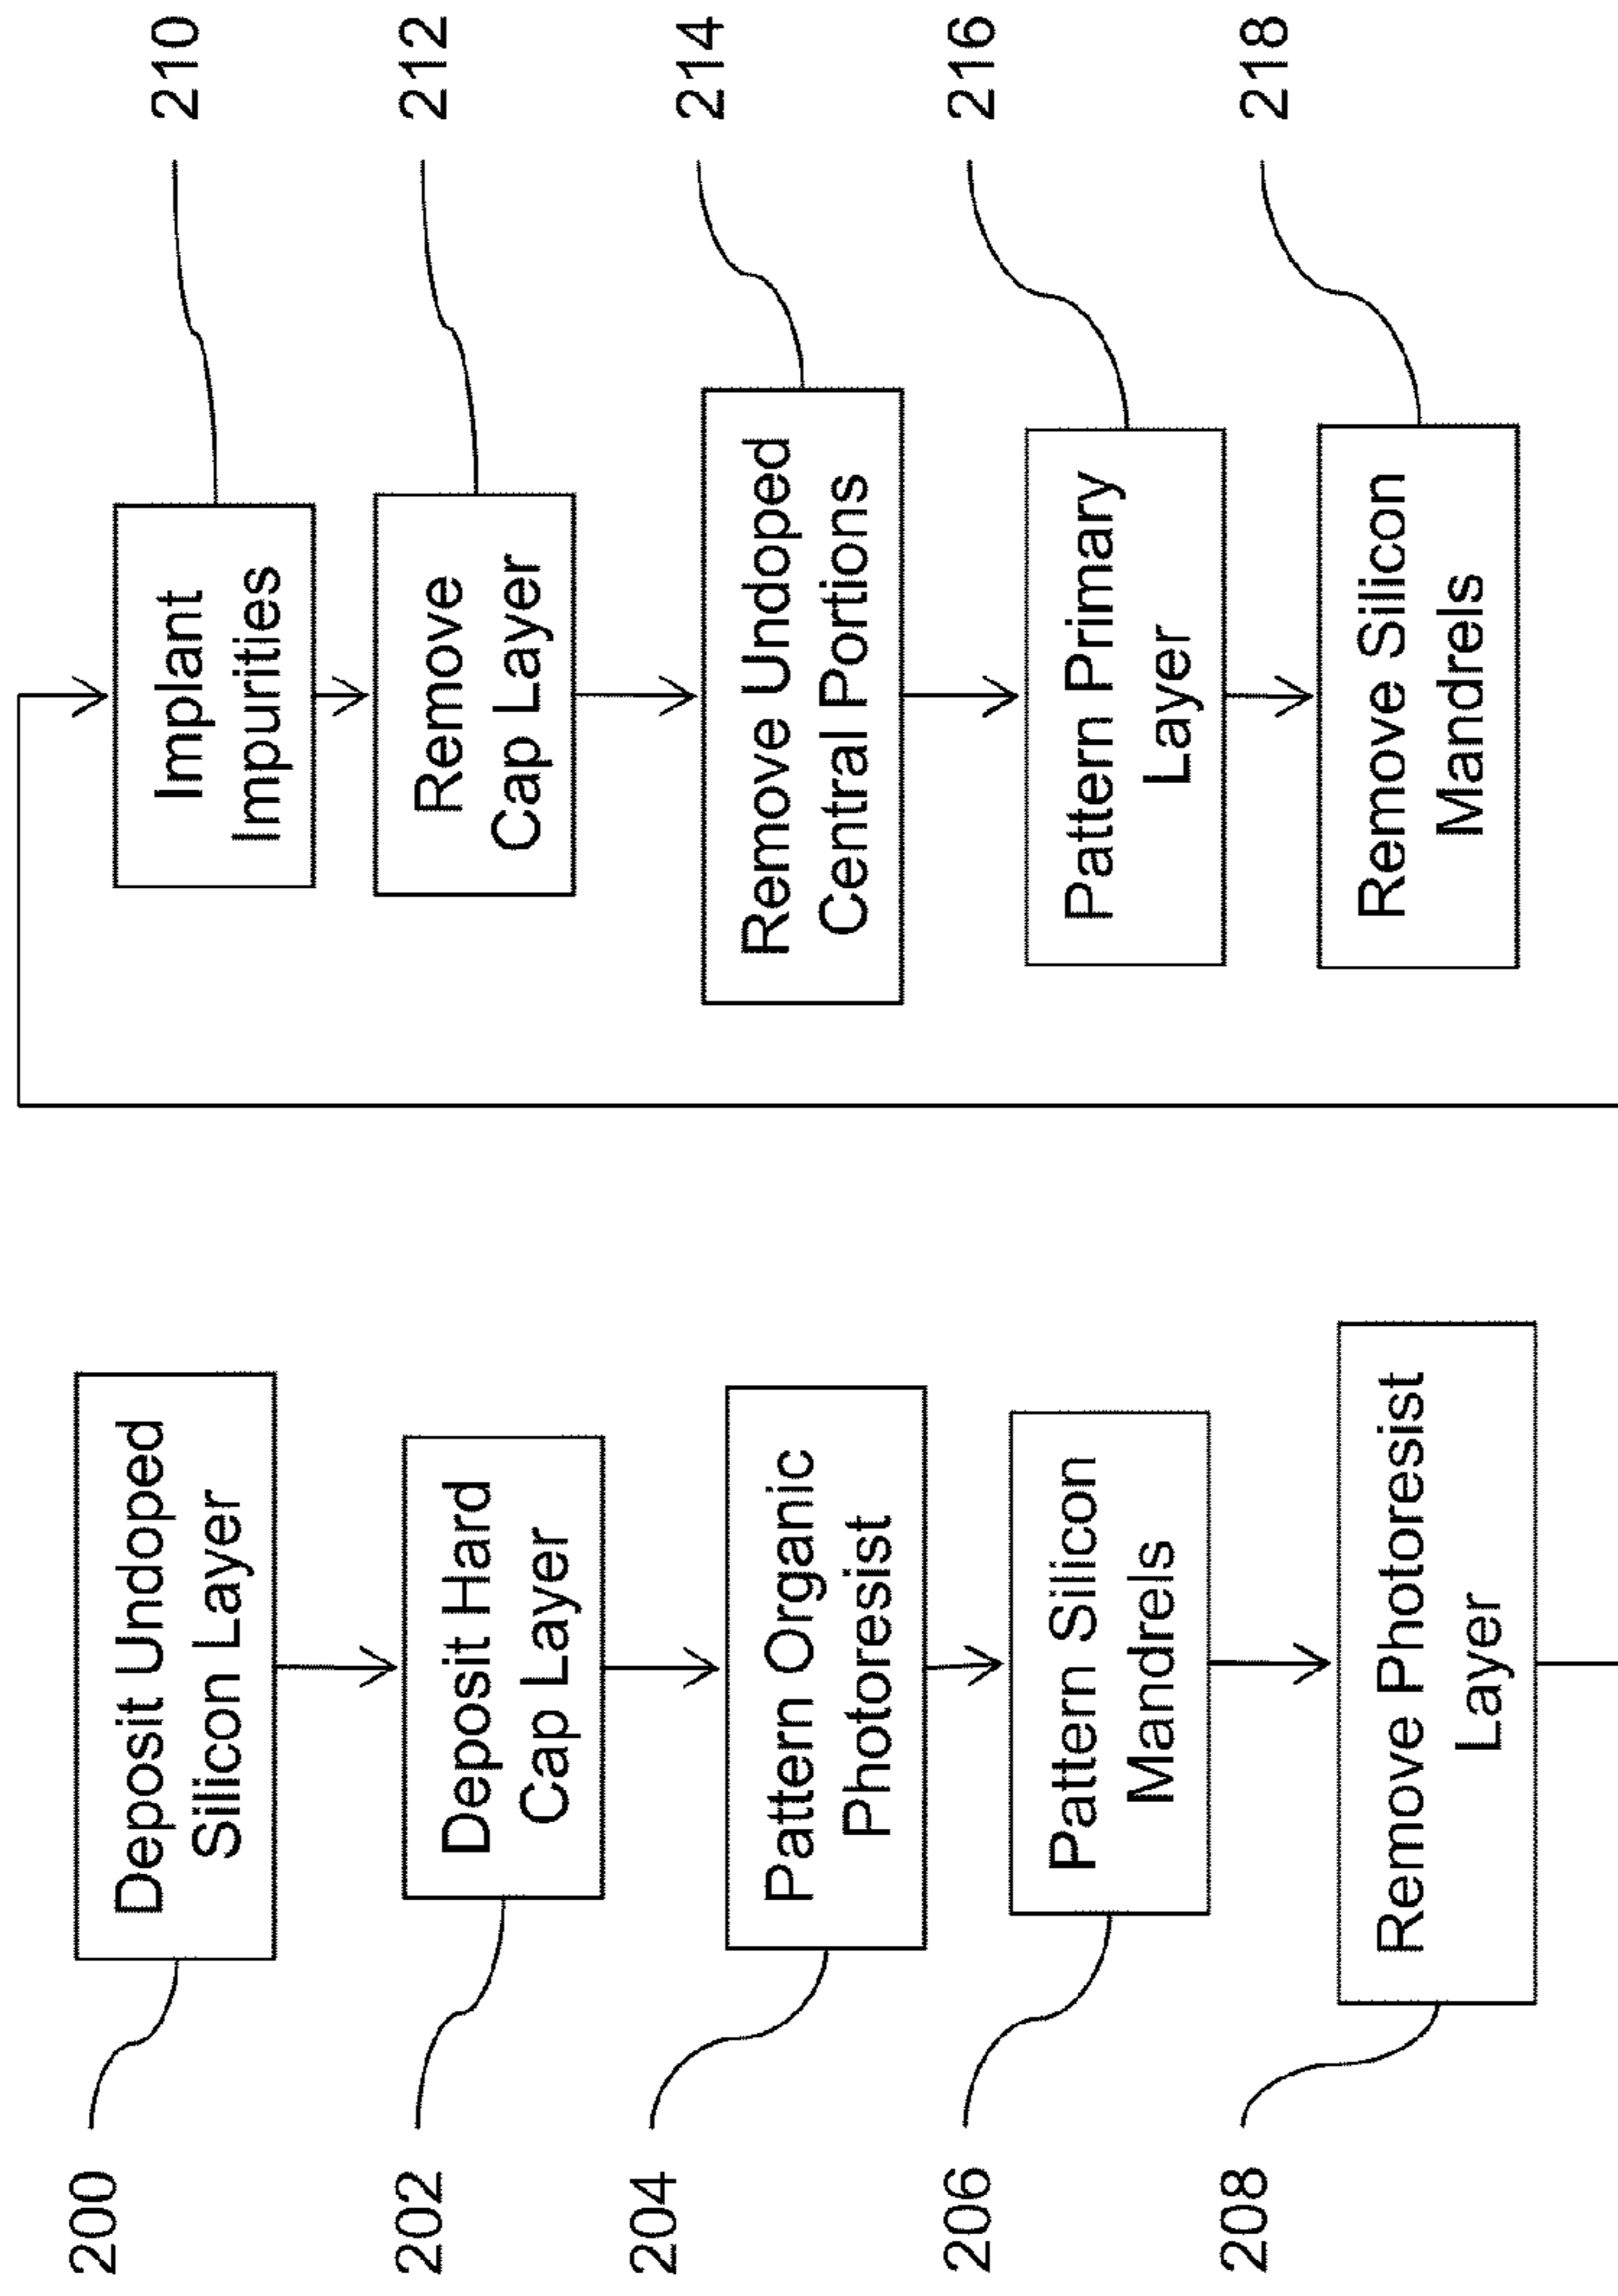 200
Deposit Undoped
Silicon Layer
202
Deposit Hard
Cap Layer
204
Pattern Organic
Photoresist
206
Pattern Silicon
Mandrels
208
Remove Photoresist
Layer
Implant
Impurities
210
Remove
Cap Layer
212
Remove Undoped
Central Portions
214
Pattern Primary
Layer
216
Remove Silicon
Mandrels
218